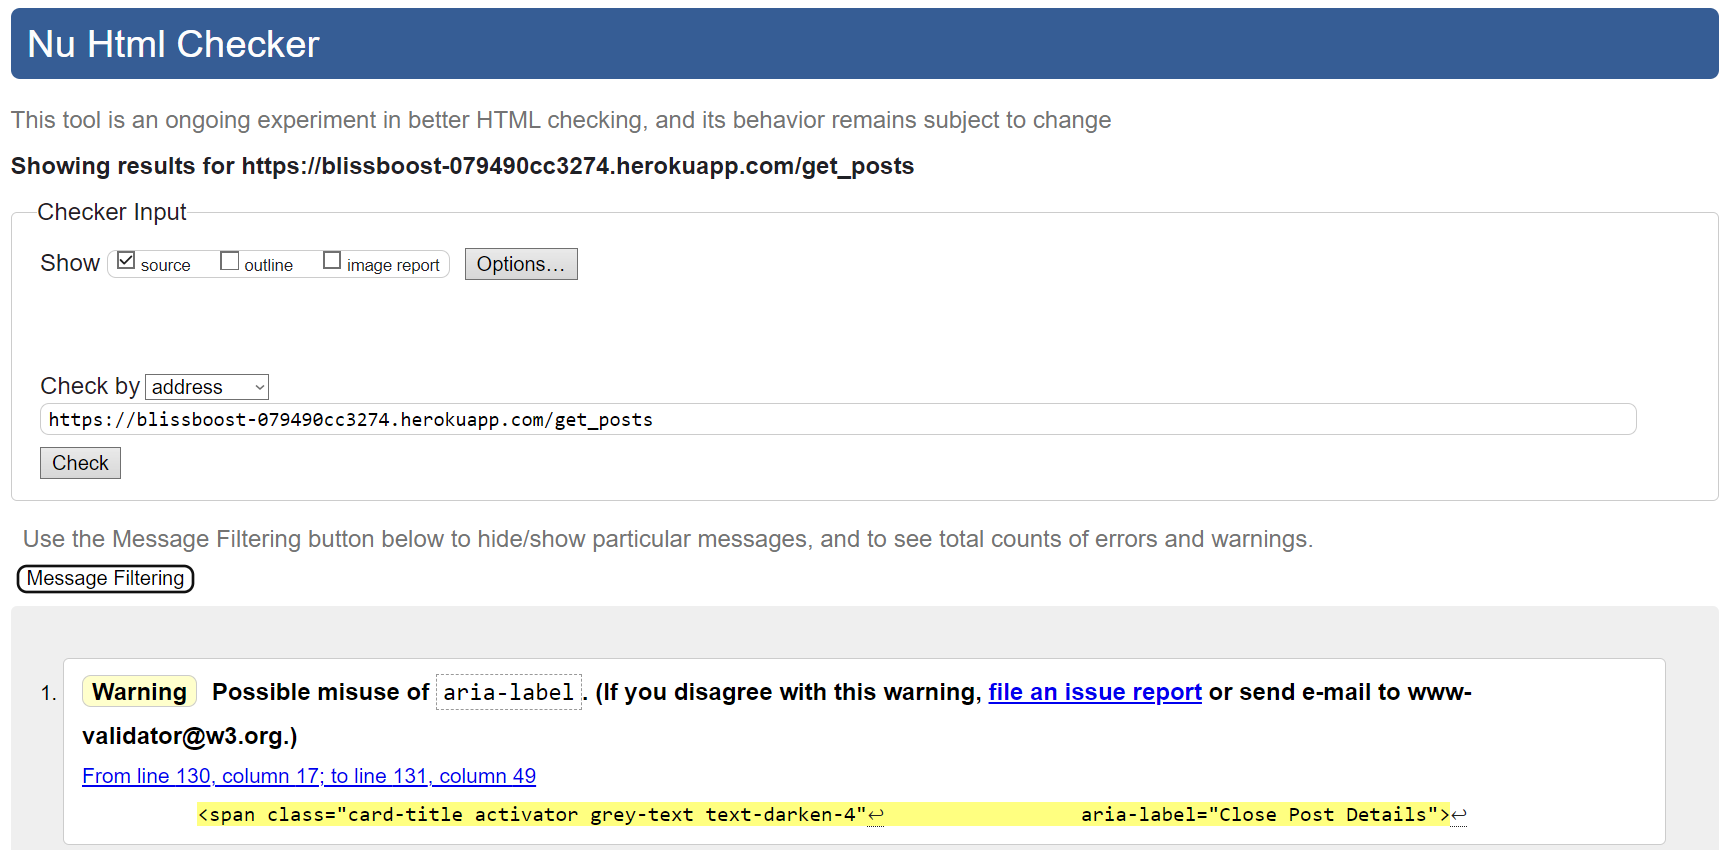 Nu Html Checker
This tool is an ongoing experiment in better HTML checking, and its behavior remains subject to change
Showing results for https://blissboost-079490cc3274.herokuapp.com/get_posts
Checker Input
Show source outline image report Options...
Check by address
https://blissboost-079490cc3274.herokuapp.com/get_posts
Check
Use the Message Filtering button below to hide/show particular messages, and to see total counts of errors and warnings.
Message Filtering
1. Warning Possible misuse of aria-label. (If you disagree with this warning, file an issue report or send e-mail to www-
validator@w3.org.)
From line 130, column 17; to line 131, column 49
<span class="card-title activator grey-text text-darken-4"↩ aria-label="Close Post Details">↩